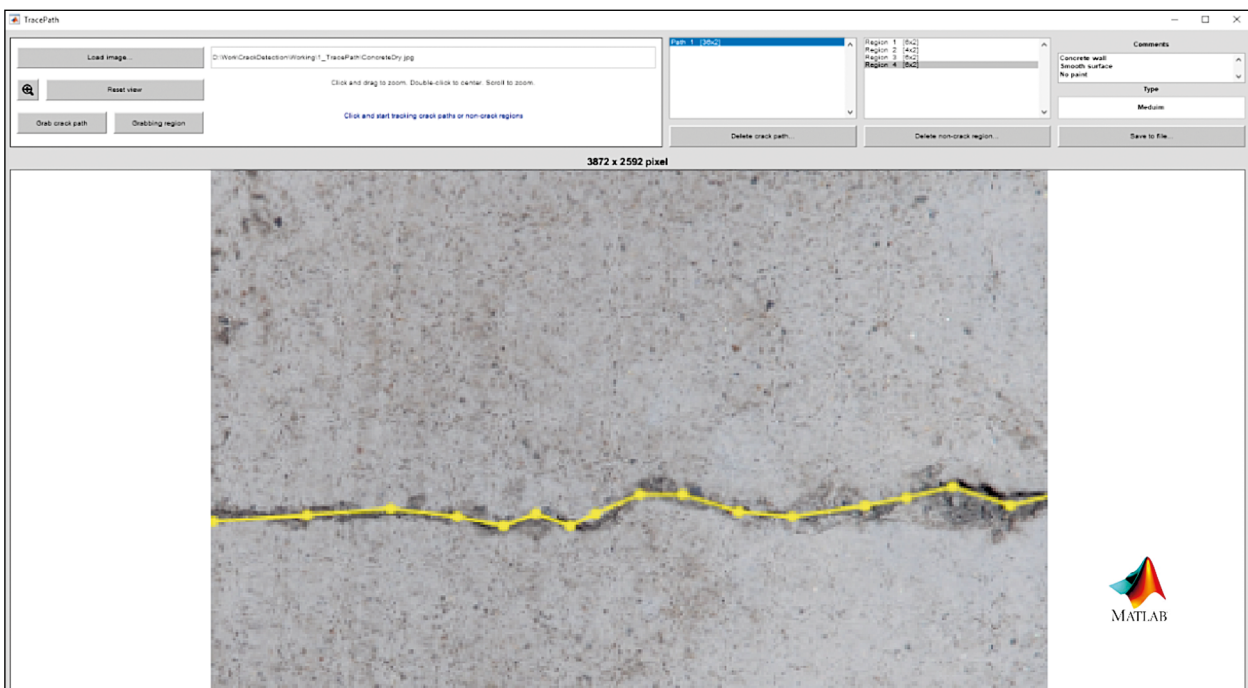 TracePath
Load image...
D:\Work\CrackDetection\Working\1_TracePath\ConcreteDry.jpg
Click and drag to zoom. Double-click to center. Scroll to zoom.
Reset view
Click and start tracking crack paths or non-crack regions
Grab crack path
Grabbing region
Path 1 [38x2]
Region 1 [6x2]
Region 2 [4x2]
Region 3 [6x2]
Region 4 [6x2]
Comments
Concrete wall
Smooth surface
No paint
Type
Meduim
Delete crack path...
Delete non-crack region...
Save to file...
3872 x 2592 pixel
MATLAB